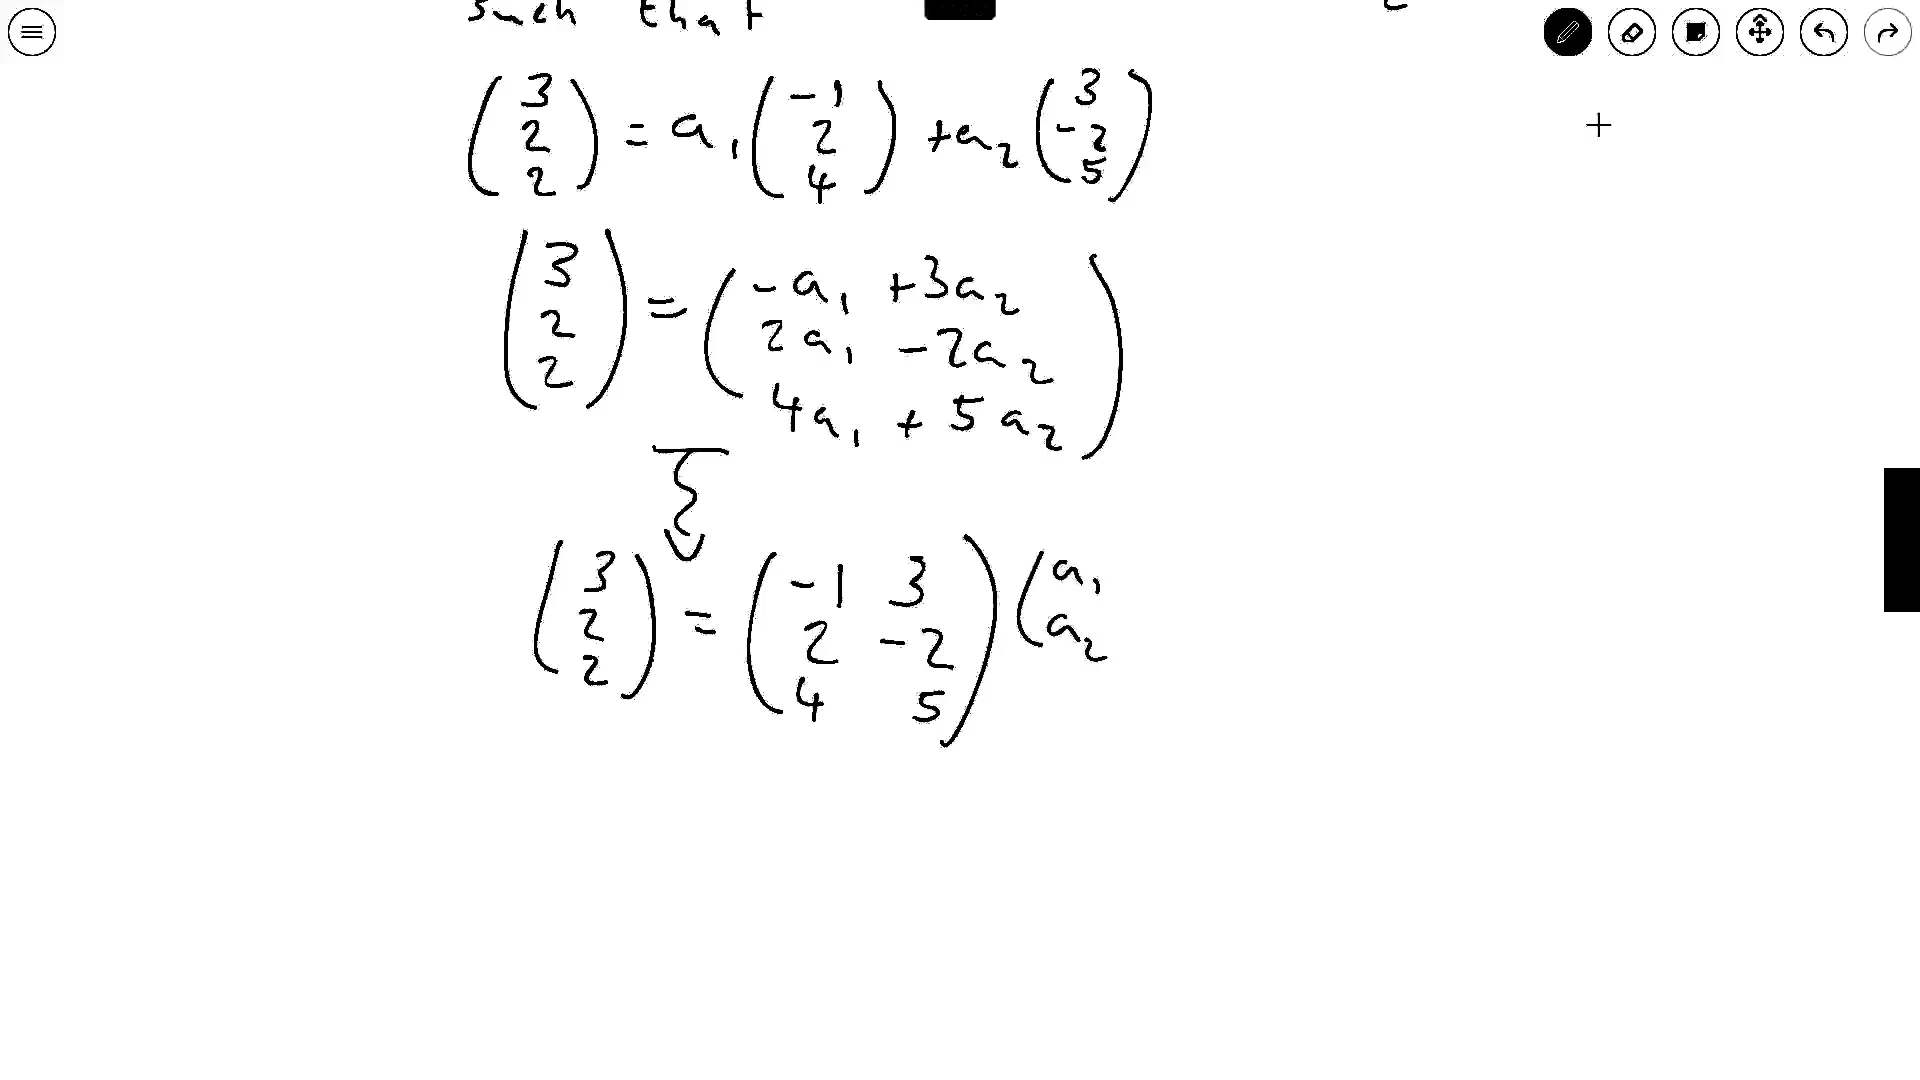 such that
( 3 ) = a₁ ( -1 ) + a₂ ( 3 )
( 2 ) ( 2 ) ( -2 )
( 2 ) ( 4 ) ( 5 )
( 3 ) = ( -a₁ + 3a₂ )
( 2 ) ( 2a₁ - 2a₂ )
( 2 ) ( 4a₁ + 5a₂ )
( 3 ) = ( -1 3 ) ( a₁
( 2 ) ( 2 -2 ) ( a₂
( 2 ) ( 4 5 )